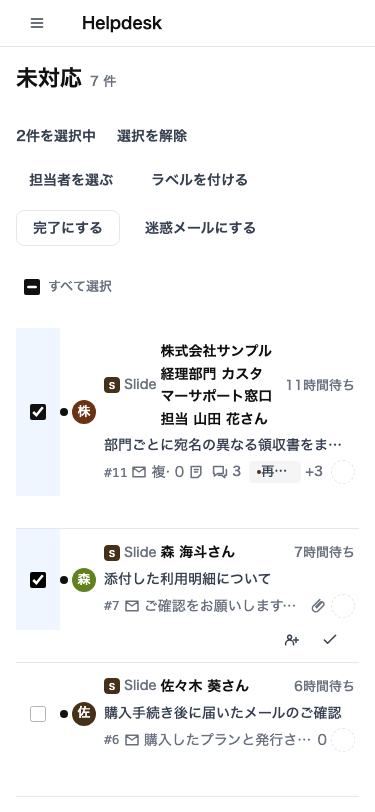 Helpdesk
未対応 7 件
2件を選択中 選択を解除
担当者を選ぶ ラベルを付ける
完了にする 迷惑メールにする
すべて選択
株 S Slide 株式会社サンプル
経理部門 カスタ
マーサポート窓口
担当 山田 花さん
11時間待ち
部門ごとに宛名の異なる領収書をま…
#11 複· 0 3 •再… +3
森 S Slide 森 海斗さん 7時間待ち
添付した利用明細について
#7 ご確認をお願いします…
佐 S Slide 佐々木 葵さん 6時間待ち
購入手続き後に届いたメールのご確認
#6 購入したプランと発行さ… 0